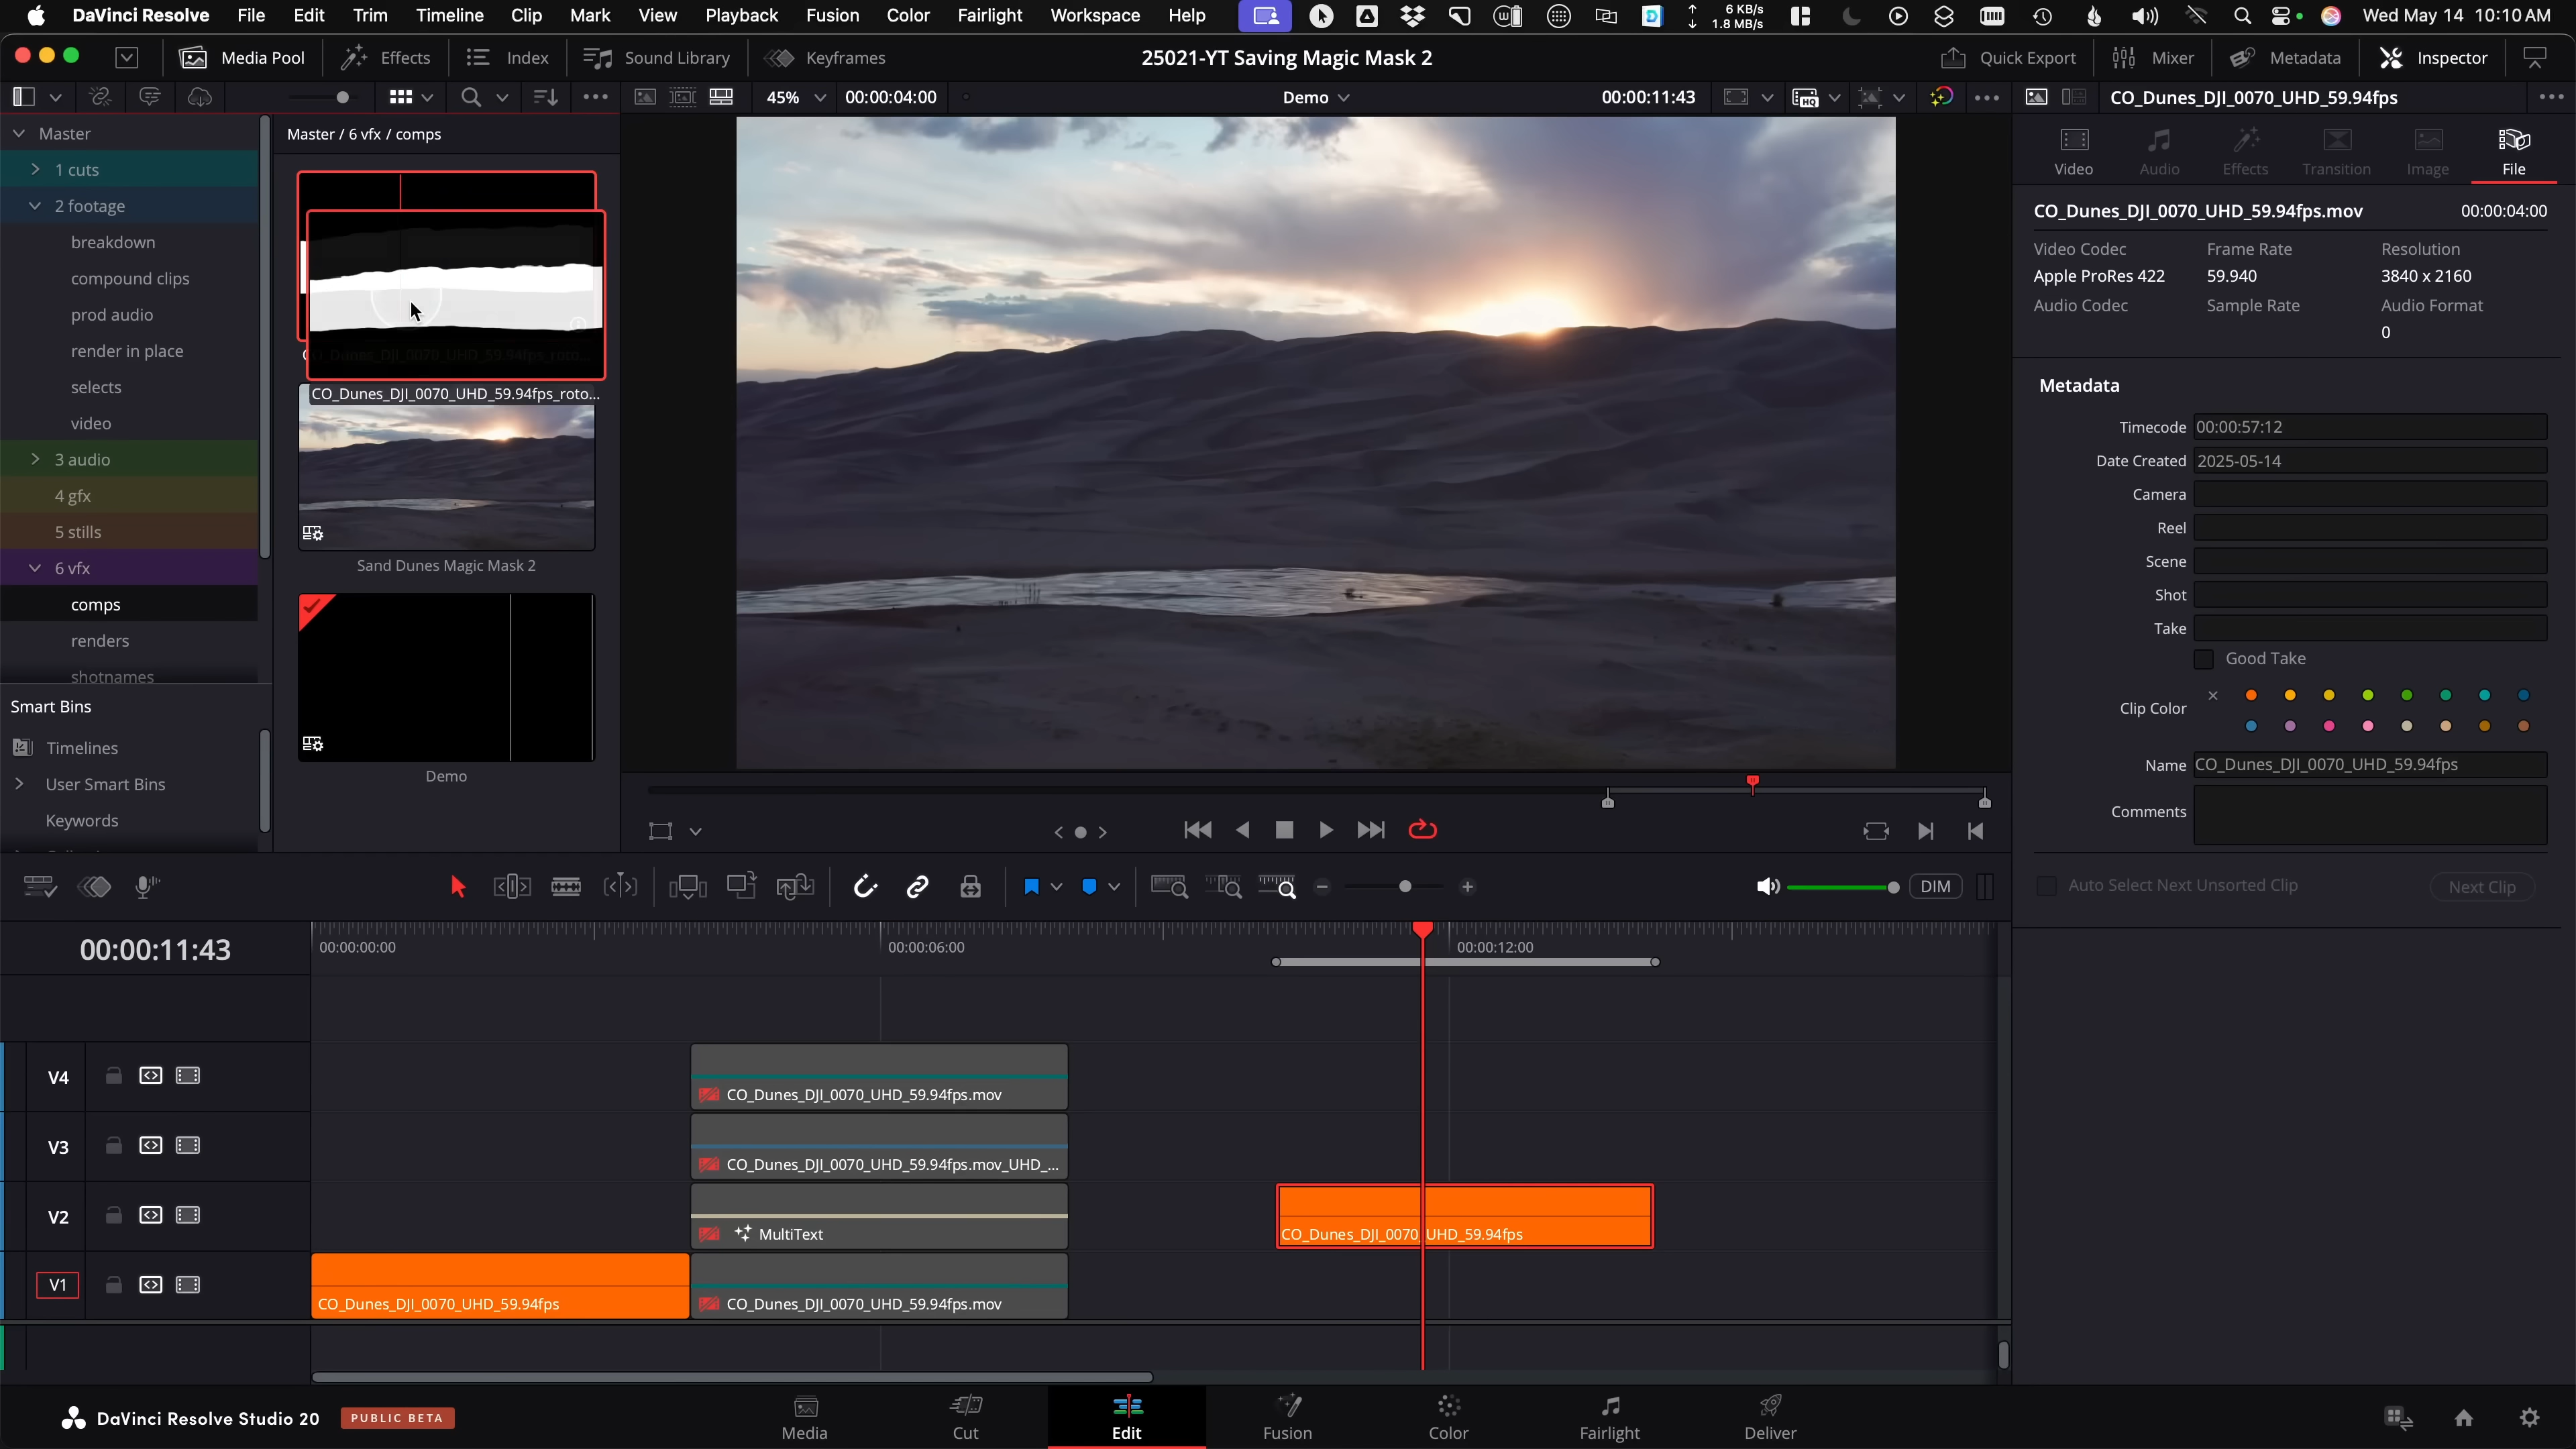 DaVinci Resolve File Edit Trim Timeline Clip Mark View Playback Fusion Color Fairlight Workspace Help 6 KB/s 1.8 MB/s Wed May 14 10:10 AM
Media Pool Effects Index Sound Library Keyframes 25021-YT Saving Magic Mask 2 Quick Export Mixer Metadata Inspector
45% 00:00:04:00 Demo 00:00:11:43 CO_Dunes_DJI_0070_UHD_59.94fps
Master
1 cuts
2 footage
breakdown
compound clips
prod audio
render in place
selects
video
3 audio
4 gfx
5 stills
6 vfx
comps
renders
shotnames
Smart Bins
Timelines
User Smart Bins
Keywords
Master / 6 vfx / comps
CO_Dunes_DJI_0070_UHD_59.94fps_roto...
Sand Dunes Magic Mask 2
Demo
Video Audio Effects Transition Image File
CO_Dunes_DJI_0070_UHD_59.94fps.mov 00:00:04:00
Video Codec Frame Rate Resolution
Apple ProRes 422 59.940 3840 x 2160
Audio Codec Sample Rate Audio Format
0
Metadata
Timecode 00:00:57:12
Date Created 2025-05-14
Camera
Reel
Scene
Shot
Take
Good Take
Clip Color
Name CO_Dunes_DJI_0070_UHD_59.94fps
Comments
Auto Select Next Unsorted Clip Next Clip
DIM
00:00:11:43 00:00:00:00 00:00:06:00 00:00:12:00
V4 CO_Dunes_DJI_0070_UHD_59.94fps.mov
V3 CO_Dunes_DJI_0070_UHD_59.94fps.mov_UHD_...
V2 MultiText CO_Dunes_DJI_0070_UHD_59.94fps
V1 CO_Dunes_DJI_0070_UHD_59.94fps CO_Dunes_DJI_0070_UHD_59.94fps.mov
DaVinci Resolve Studio 20 PUBLIC BETA Media Cut Edit Fusion Color Fairlight Deliver